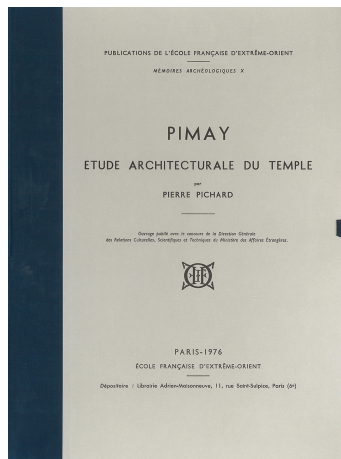 PUBLICATIONS DE L'ÉCOLE FRANÇAISE D'EXTRÊME-ORIENT
MÉMOIRES ARCHÉOLOGIQUES X
PIMAY
ETUDE ARCHITECTURALE DU TEMPLE
par
PIERRE PICHARD
Ouvrage publié avec le concours de la Direction Générale
des Relations Culturelles, Scientifiques et Techniques du Ministère des Affaires Étrangères.
PARIS-1976
ÉCOLE FRANÇAISE D'EXTRÊME-ORIENT
Dépositaire : Librairie Adrien-Maisonneuve, 11, rue Saint-Sulpice, Paris (6e)